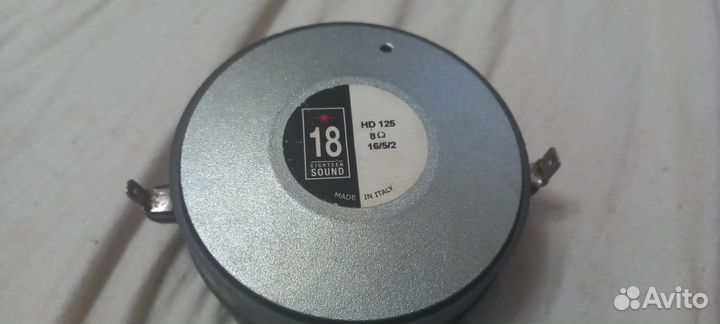 18
EIGHTEEN
SOUND
HD 125
8Ω
16/5/2
MADE IN ITALY
Avito